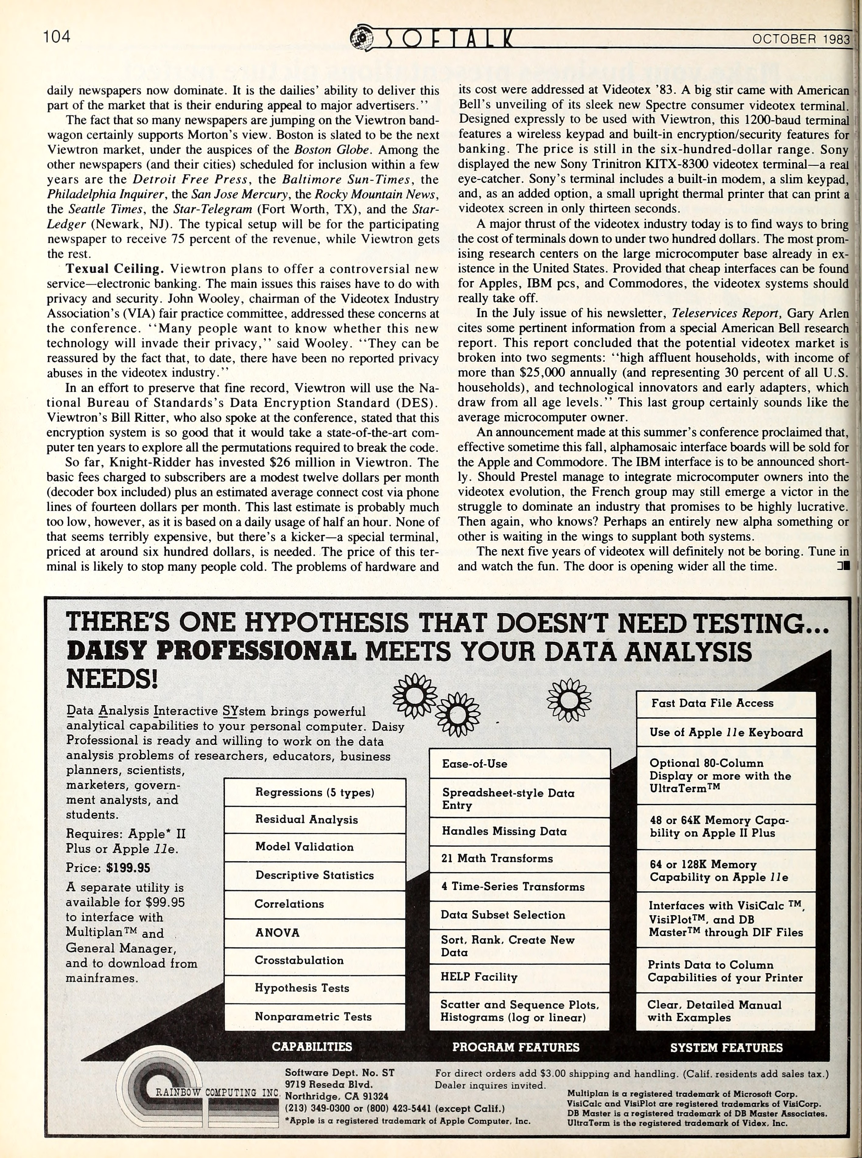 104
SOFTALK
OCTOBER 1983
daily newspapers now dominate. It is the dailies' ability to deliver this
part of the market that is their enduring appeal to major advertisers."
The fact that so many newspapers are jumping on the Viewtron band-
wagon certainly supports Morton's view. Boston is slated to be the next
Viewtron market, under the auspices of the Boston Globe. Among the
other newspapers (and their cities) scheduled for inclusion within a few
years are the Detroit Free Press, the Baltimore Sun-Times, the
Philadelphia Inquirer, the San Jose Mercury, the Rocky Mountain News,
the Seattle Times, the Star-Telegram (Fort Worth, TX), and the Star-
Ledger (Newark, NJ). The typical setup will be for the participating
newspaper to receive 75 percent of the revenue, while Viewtron gets
the rest.
Texual Ceiling. Viewtron plans to offer a controversial new
service—electronic banking. The main issues this raises have to do with
privacy and security. John Wooley, chairman of the Videotex Industry
Association's (VIA) fair practice committee, addressed these concerns at
the conference. "Many people want to know whether this new
technology will invade their privacy," said Wooley. "They can be
reassured by the fact that, to date, there have been no reported privacy
abuses in the videotex industry."
In an effort to preserve that fine record, Viewtron will use the Na-
tional Bureau of Standards's Data Encryption Standard (DES).
Viewtron's Bill Ritter, who also spoke at the conference, stated that this
encryption system is so good that it would take a state-of-the-art com-
puter ten years to explore all the permutations required to break the code.
So far, Knight-Ridder has invested $26 million in Viewtron. The
basic fees charged to subscribers are a modest twelve dollars per month
(decoder box included) plus an estimated average connect cost via phone
lines of fourteen dollars per month. This last estimate is probably much
too low, however, as it is based on a daily usage of half an hour. None of
that seems terribly expensive, but there's a kicker—a special terminal,
priced at around six hundred dollars, is needed. The price of this ter-
minal is likely to stop many people cold. The problems of hardware and
its cost were addressed at Videotex '83. A big stir came with American
Bell's unveiling of its sleek new Spectre consumer videotex terminal.
Designed expressly to be used with Viewtron, this 1200-baud terminal
features a wireless keypad and built-in encryption/security features for
banking. The price is still in the six-hundred-dollar range. Sony
displayed the new Sony Trinitron KITX-8300 videotex terminal—a real
eye-catcher. Sony's terminal includes a built-in modem, a slim keypad,
and, as an added option, a small upright thermal printer that can print a
videotex screen in only thirteen seconds.
A major thrust of the videotex industry today is to find ways to bring
the cost of terminals down to under two hundred dollars. The most prom-
ising research centers on the large microcomputer base already in ex-
istence in the United States. Provided that cheap interfaces can be found
for Apples, IBM pcs, and Commodores, the videotex systems should
really take off.
In the July issue of his newsletter, Teleservices Report, Gary Arlen
cites some pertinent information from a special American Bell research
report. This report concluded that the potential videotex market is
broken into two segments: "high affluent households, with income of
more than $25,000 annually (and representing 30 percent of all U.S.
households), and technological innovators and early adapters, which
draw from all age levels." This last group certainly sounds like the
average microcomputer owner.
An announcement made at this summer's conference proclaimed that,
effective sometime this fall, alphamosaic interface boards will be sold for
the Apple and Commodore. The IBM interface is to be announced short-
ly. Should Prestel manage to integrate microcomputer owners into the
videotex evolution, the French group may still emerge a victor in the
struggle to dominate an industry that promises to be highly lucrative.
Then again, who knows? Perhaps an entirely new alpha something or
other is waiting in the wings to supplant both systems.
The next five years of videotex will definitely not be boring. Tune in
and watch the fun. The door is opening wider all the time.
THERE'S ONE HYPOTHESIS THAT DOESN'T NEED TESTING...
DAISY PROFESSIONAL MEETS YOUR DATA ANALYSIS
NEEDS!
Data Analysis Interactive SYstem brings powerful
analytical capabilities to your personal computer. Daisy
Professional is ready and willing to work on the data
analysis problems of researchers, educators, business
planners, scientists,
marketers, govern-
ment analysts, and
students.
Requires: Apple* II
Plus or Apple IIe.
Price: $199.95
A separate utility is
available for $99.95
to interface with
Multiplan™ and
General Manager,
and to download from
mainframes.
Regressions (5 types)
Residual Analysis
Model Validation
Descriptive Statistics
Correlations
ANOVA
Crosstabulation
Hypothesis Tests
Nonparametric Tests
CAPABILITIES
Ease-of-Use
Spreadsheet-style Data
Entry
Handles Missing Data
21 Math Transforms
4 Time-Series Transforms
Data Subset Selection
Sort, Rank, Create New
Data
HELP Facility
Scatter and Sequence Plots,
Histograms (log or linear)
PROGRAM FEATURES
Fast Data File Access
Use of Apple IIe Keyboard
Optional 80-Column
Display or more with the
UltraTerm™
48 or 64K Memory Capa-
bility on Apple II Plus
64 or 128K Memory
Capability on Apple IIe
Interfaces with VisiCalc™,
VisiPlot™, and DB
Master™ through DIF Files
Prints Data to Column
Capabilities of your Printer
Clear, Detailed Manual
with Examples
SYSTEM FEATURES
RAINBOW COMPUTING INC
Software Dept. No. ST
9719 Reseda Blvd.
Northridge, CA 91324
(213) 349-0300 or (800) 423-5441 (except Calif.)
*Apple is a registered trademark of Apple Computer, Inc.
For direct orders add $3.00 shipping and handling. (Calif. residents add sales tax.)
Dealer inquires invited.
Multiplan is a registered trademark of Microsoft Corp.
VisiCalc and VisiPlot are registered trademarks of VisiCorp.
DB Master is a registered trademark of DB Master Associates.
UltraTerm is the registered trademark of Videx, Inc.